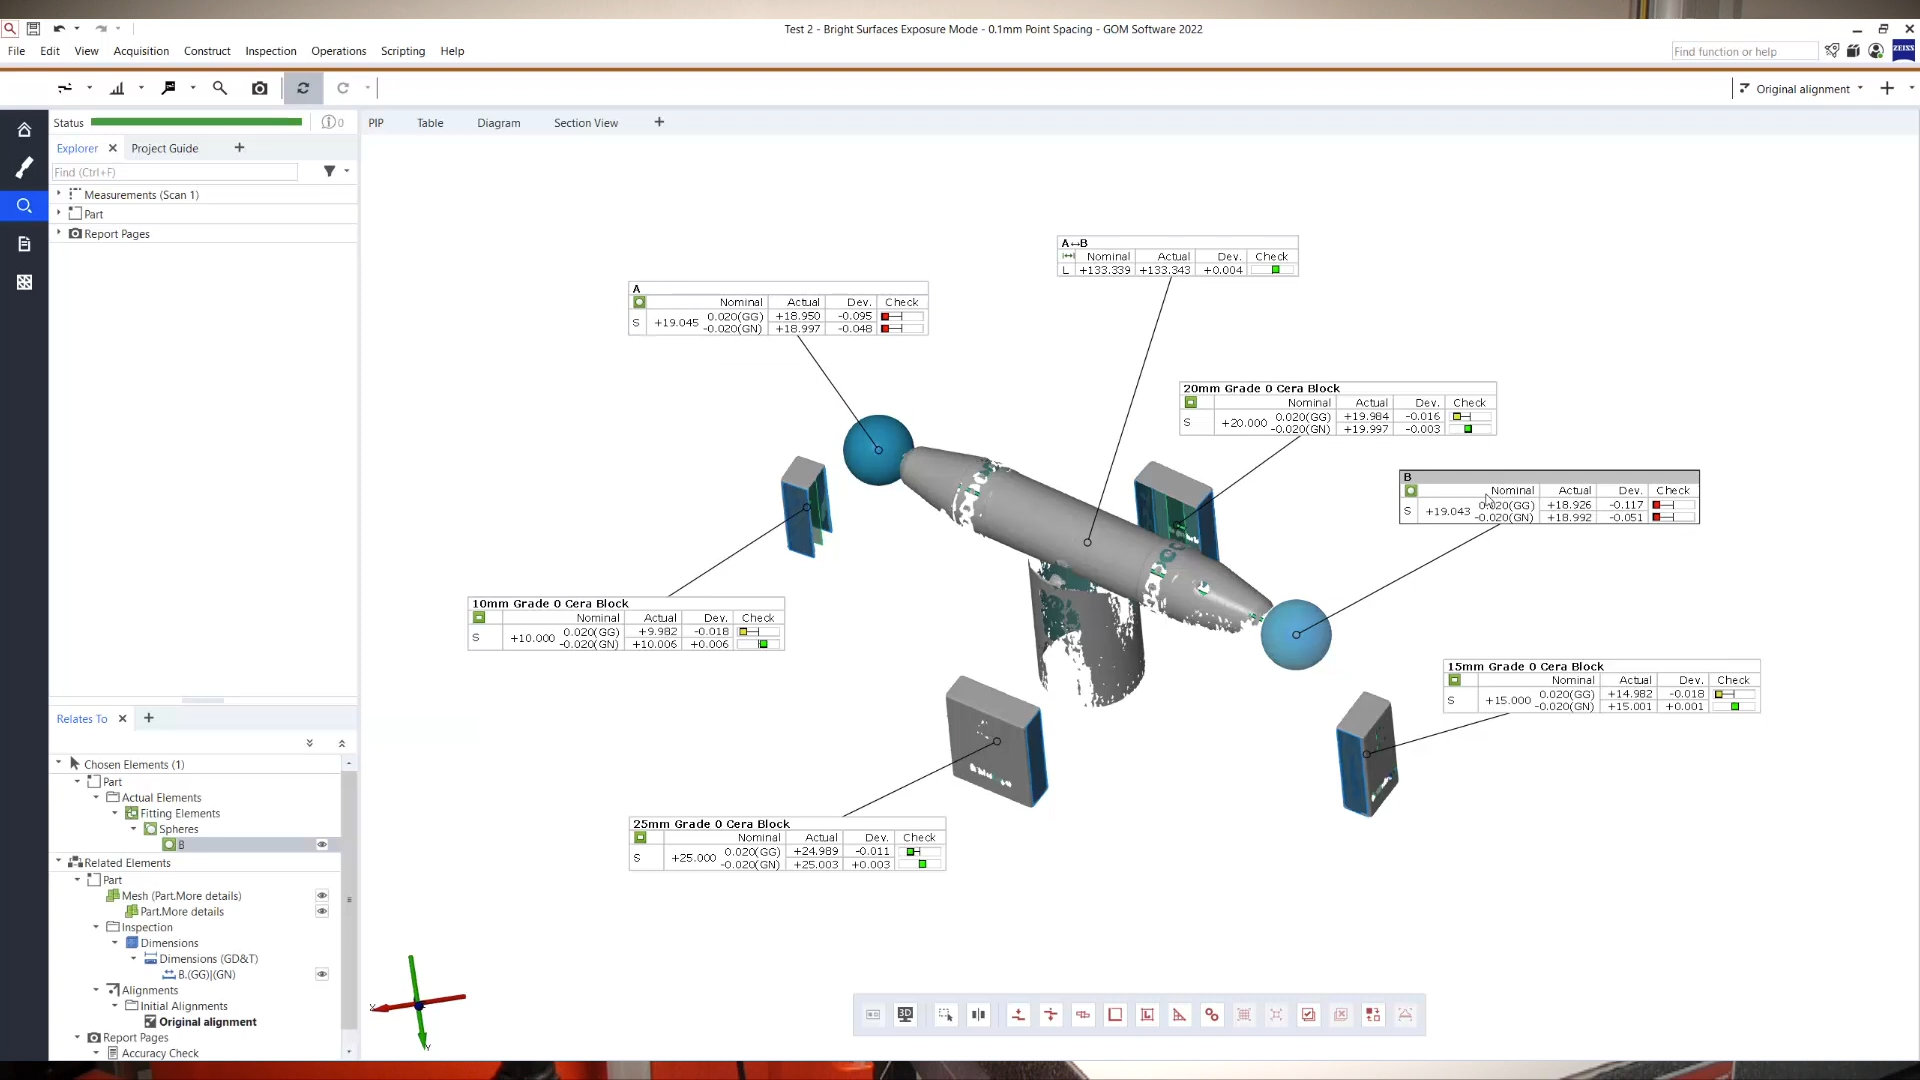 Test 2 - Bright Surfaces Exposure Mode - 0.1mm Point Spacing - GOM Software 2022
File Edit View Acquisition Construct Inspection Operations Scripting Help
Find function or help
ZEISS
Original alignment
Status
0
PIP Table Diagram Section View
Explorer Project Guide
Find (Ctrl+F)
Measurements (Scan 1)
Part
Report Pages
A↔B
Nominal Actual Dev. Check
L +133.339 +133.343 +0.004
A
Nominal Actual Dev. Check
S +19.045 0.020(GG) +18.950 -0.095
-0.020(GN) +18.997 -0.048
20mm Grade 0 Cera Block
Nominal Actual Dev. Check
S +20.000 0.020(GG) +19.984 -0.016
-0.020(GN) +19.997 -0.003
B
Nominal Actual Dev. Check
S +19.043 0.020(GG) +18.926 -0.117
-0.020(GN) +18.992 -0.051
10mm Grade 0 Cera Block
Nominal Actual Dev. Check
S +10.000 0.020(GG) +9.982 -0.018
-0.020(GN) +10.006 +0.006
15mm Grade 0 Cera Block
Nominal Actual Dev. Check
S +15.000 0.020(GG) +14.982 -0.018
-0.020(GN) +15.001 +0.001
25mm Grade 0 Cera Block
Nominal Actual Dev. Check
S +25.000 0.020(GG) +24.989 -0.011
-0.020(GN) +25.003 +0.003
Relates To
Chosen Elements (1)
Part
Actual Elements
Fitting Elements
Spheres
B
Related Elements
Part
Mesh (Part.More details)
Part.More details
Inspection
Dimensions
Dimensions (GD&T)
B.(GG)|(GN)
Alignments
Initial Alignments
Original alignment
Report Pages
Accuracy Check
X
Y
3D